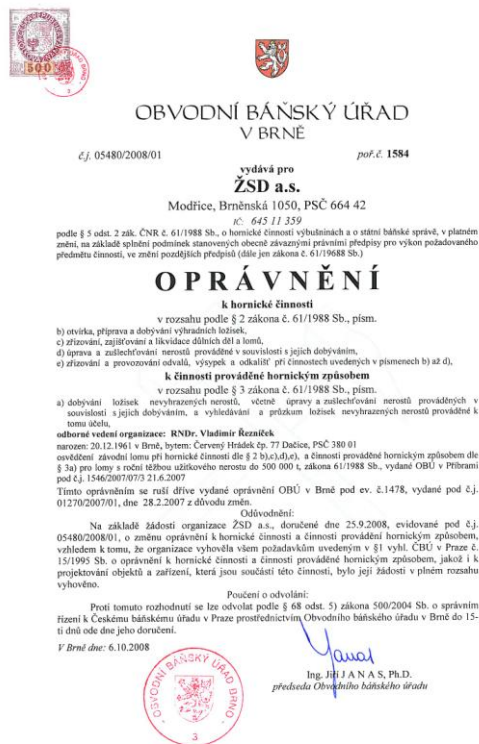 500
OBVODNÍ BÁŇSKÝ ÚŘAD
V BRNĚ
č.j. 05480/2008/01 poř.č. 1584
vydává pro
ŽSD a.s.
Modřice, Brněnská 1050, PSČ 664 42
IČ: 645 11 359
podle § 5 odst. 2 zák. ČNR č. 61/1988 Sb., o hornické činnosti výbušninách a o státní báňské správě, v platném
znění, na základě splnění podmínek stanovených obecně závaznými právními předpisy pro výkon požadovaného
předmětu činnosti, ve znění pozdějších předpisů (dále jen zákona č. 61/19688 Sb.)
OPRÁVNĚNÍ
k hornické činnosti
v rozsahu podle § 2 zákona č. 61/1988 Sb., písm.
b) otvírka, příprava a dobývání výhradních ložisek,
c) zřizování, zajišťování a likvidace důlních děl a lomů,
d) úprava a zušlechťování nerostů prováděné v souvislosti s jejich dobýváním,
e) zřizování a provozování odvalů, výsypek a odkališť při činnostech uvedených v písmenech b) až d),
k činnosti prováděné hornickým způsobem
v rozsahu podle § 3 zákona č. 61/1988 Sb., písm.
a) dobývání ložisek nevyhrazených nerostů, včetně úpravy a zušlechťování nerostů prováděných v
souvislosti s jejich dobýváním, a vyhledávání a průzkum ložisek nevyhrazených nerostů prováděné k
tomu účelu,
odborné vedení organizace: RNDr. Vladimír Řezníček
narozen: 20.12.1961 v Brně, bytem: Červený Hrádek čp. 77 Dačice, PSČ 380 01
osvědčení závodní lomu při hornické činnosti dle § 2 b),c),d),e), a činnosti prováděné hornickým způsobem dle
§ 3a) pro lomy s roční těžbou užitkového nerostu do 500 000 t, zákona 61/1988 Sb., vydané OBÚ v Příbrami
pod č.j. 1546/2007/07/3 21.6.2007
Tímto oprávněním se ruší dříve vydané oprávnění OBÚ v Brně pod ev. č.1478, vydané pod č.j.
01270/2007/01, dne 28.2.2007 z důvodu změn.
Odůvodnění:
Na základě žádosti organizace ŽSD a.s., doručené dne 25.9.2008, evidované pod č.j.
05480/2008/01, o změnu oprávnění k hornické činnosti a činnosti provádění hornickým způsobem,
vzhledem k tomu, že organizace vyhověla všem požadavkům uvedeným v §1 vyhl. ČBÚ v Praze č.
15/1995 Sb. o oprávnění k hornické činnosti a činnosti prováděné hornickým způsobem, jakož i k
projektování objektů a zařízení, která jsou součástí této činnosti, bylo její žádosti v plném rozsahu
vyhověno.
Poučení o odvolání:
Proti tomuto rozhodnutí se lze odvolat podle § 68 odst. 5) zákona 500/2004 Sb. o správním
řízení k Českému báňskému úřadu v Praze prostřednictvím Obvodního báňského úřadu v Brně do 15-
ti dnů ode dne jeho doručení.
V Brně dne: 6.10.2008
OBVODNÍ BÁŇSKÝ ÚŘAD BRNO
3
Ing. Jiří J A N A S, Ph.D.
předseda Obvodního báňského úřadu